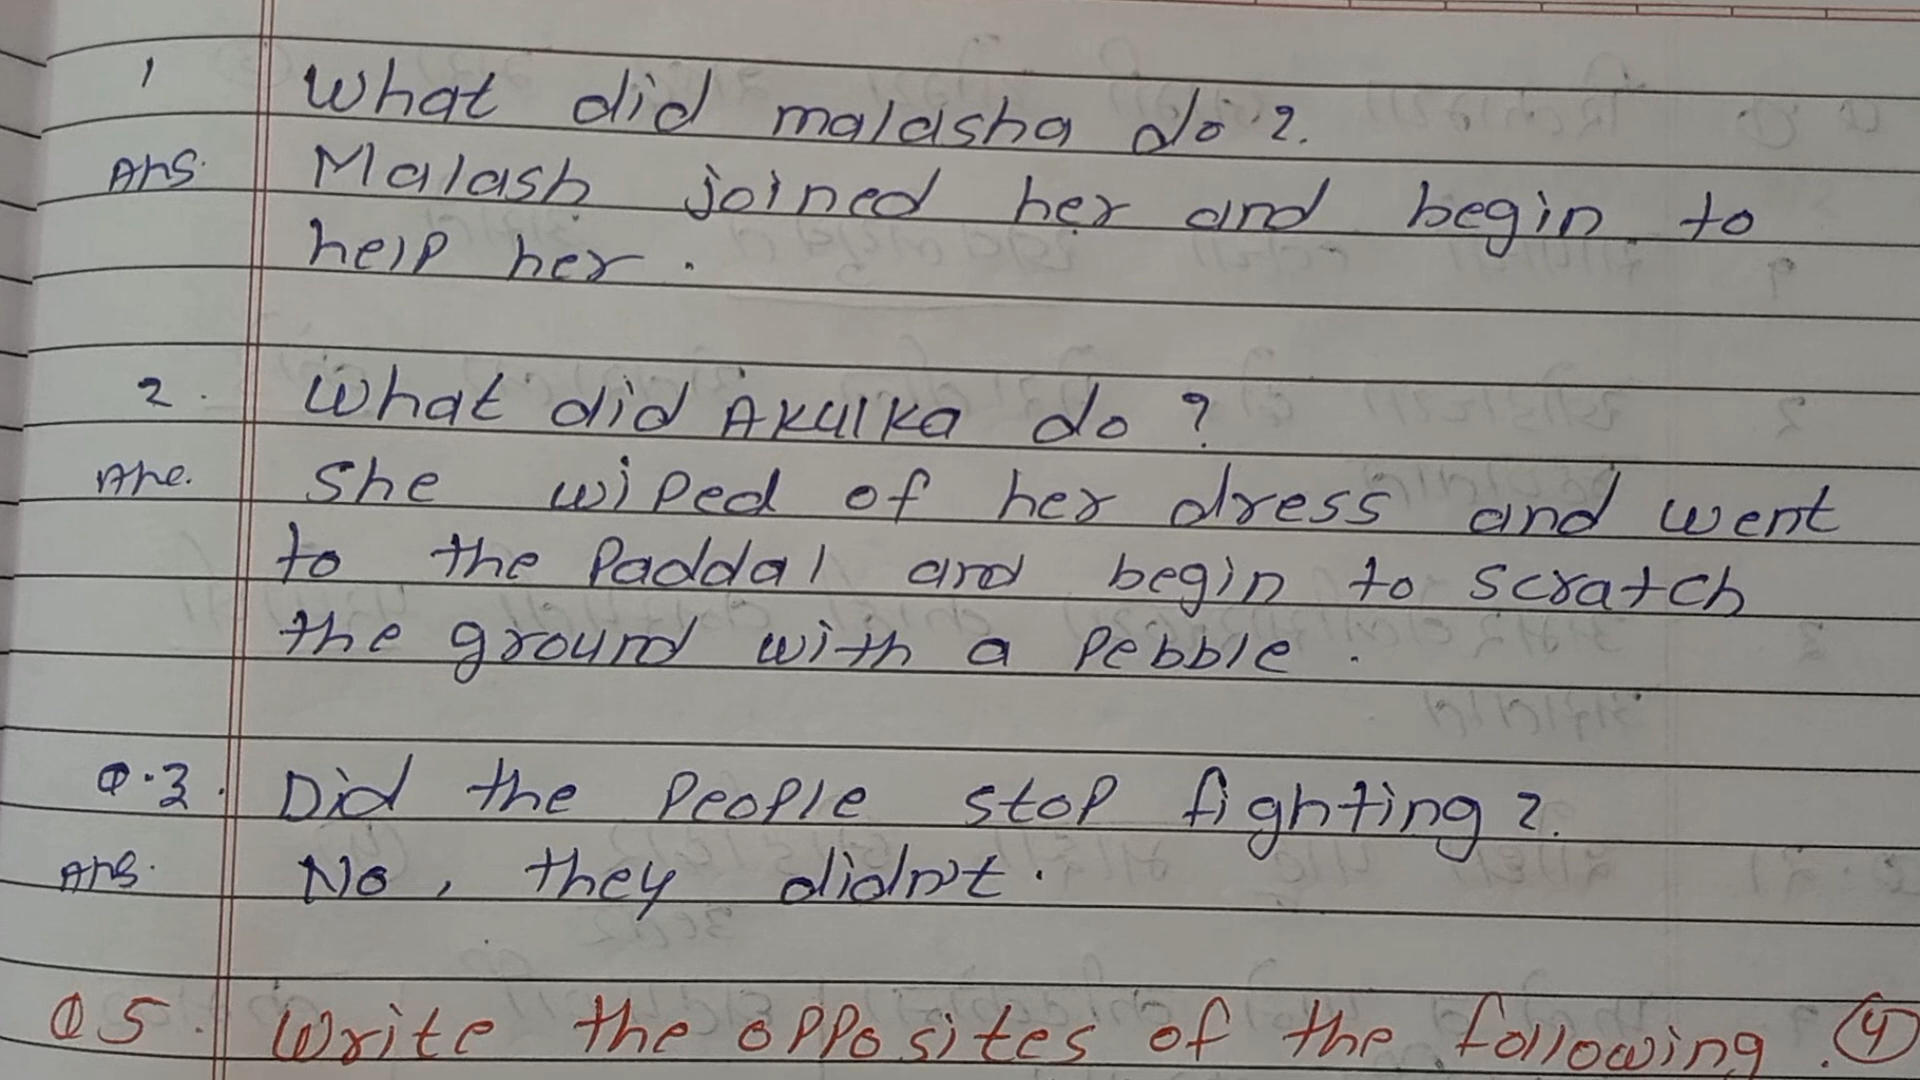 1 What did malasha do ?.
Ans. Malash joined her and begin to
help her .
2 . What did Akulka do ?
Ans. She wiped of her dress and went
to the Paddal and begin to scratch
the ground with a Pebble .
Q.3 . Did the People stop fighting ?.
Ans. No , they didn't .
Q5 . Write the opposites of the following . (4)